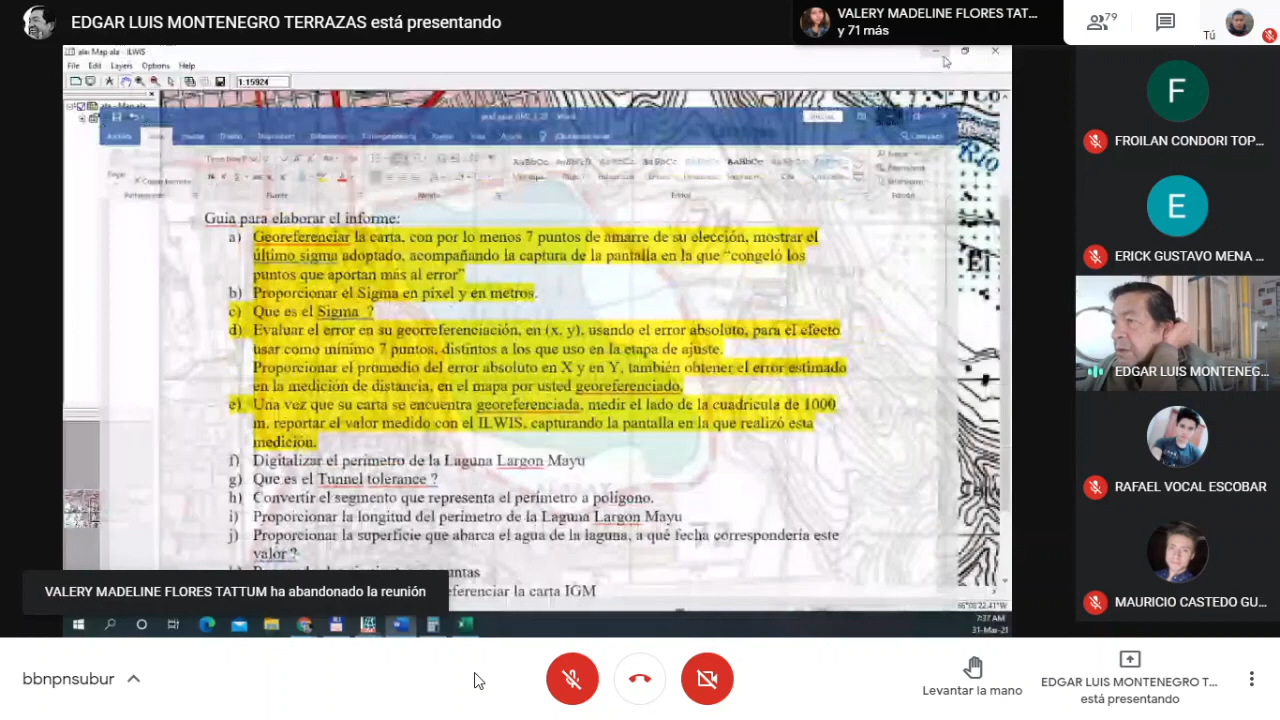 EDGAR LUIS MONTENEGRO TERRAZAS está presentando
VALERY MADELINE FLORES TAT...
y 71 más
79
Tú
ala: Map.ala - ILWIS
File Edit Layers Options Help
1:15924
Guia para elaborar el informe:
a) Georeferenciar la carta, con por lo menos 7 puntos de amarre de su elección, mostrar el
último sigma adoptado, acompañando la captura de la pantalla en la que “congeló los
puntos que aportan más al error”
b) Proporcionar el Sigma en píxel y en metros.
c) Que es el Sigma ?
d) Evaluar el error en su georreferenciación, en (x, y), usando el error absoluto, para el efecto
usar como mínimo 7 puntos, distintos a los que uso en la etapa de ajuste.
Proporcionar el promedio del error absoluto en X y en Y, también obtener el error estimado
en la medición de distancia, en el mapa por usted georeferenciado.
e) Una vez que su carta se encuentra georeferenciada, medir el lado de la cuadricula de 1000
m, reportar el valor medido con el ILWIS, capturando la pantalla en la que realizó esta
medición.
f) Digitalizar el perímetro de la Laguna Largon Mayu
g) Que es el Tunnel tolerance ?
h) Convertir el segmento que representa el perímetro a polígono.
i) Proporcionar la longitud del perímetro de la Laguna Largon Mayu
j) Proporcionar la superficie que abarca el agua de la laguna, a qué fecha correspondería este
valor ?
VALERY MADELINE FLORES TATTUM ha abandonado la reunión
eferenciar la carta IGM
7:37 AM
31-Mar-21
F
FROILAN CONDORI TOP...
E
ERICK GUSTAVO MENA ...
EDGAR LUIS MONTENEG...
RAFAEL VOCAL ESCOBAR
MAURICIO CASTEDO GU...
bbnpnsubur
Levantar la mano
EDGAR LUIS MONTENEGRO T...
está presentando